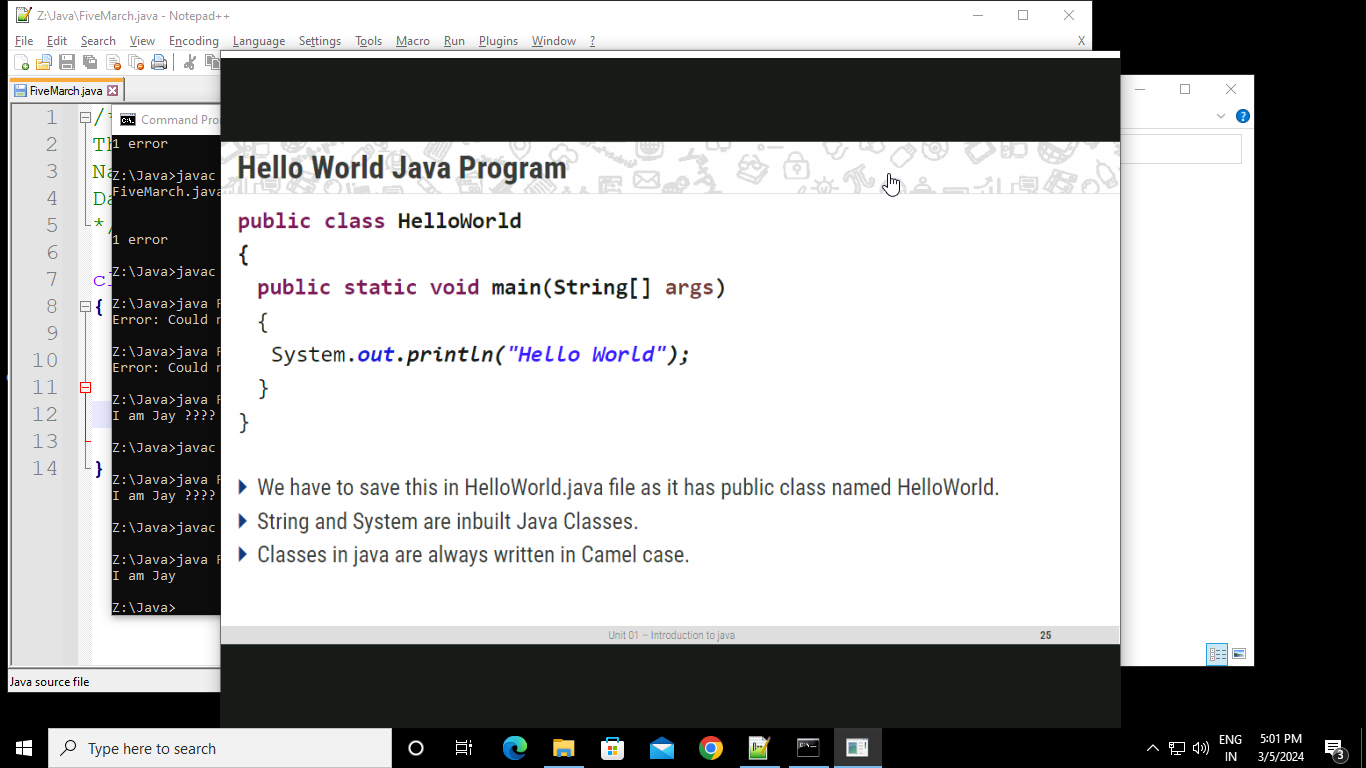 Z:\Java\FiveMarch.java - Notepad++
File Edit Search View Encoding Language Settings Tools Macro Run Plugins Window ? X
FiveMarch.java
1
2
3
4
5
6
7
8 {
9
10
11
12
13
14 }
Command
1 error
Z:\Java>javac
FiveMarch.java
1 error
Z:\Java>javac
Z:\Java>java
Error: Could
Z:\Java>java
Error: Could
Z:\Java>java
I am Jay ????
Z:\Java>javac
Z:\Java>java
I am Jay ????
Z:\Java>javac
Z:\Java>java
I am Jay
Z:\Java>
Hello World Java Program
public class HelloWorld
{
public static void main(String[] args)
{
System.out.println("Hello World");
}
}
We have to save this in HelloWorld.java file as it has public class named HelloWorld.
String and System are inbuilt Java Classes.
Classes in java are always written in Camel case.
Unit 01 – Introduction to java 25
Java source file
Type here to search
ENG
IN
5:01 PM
3/5/2024
3